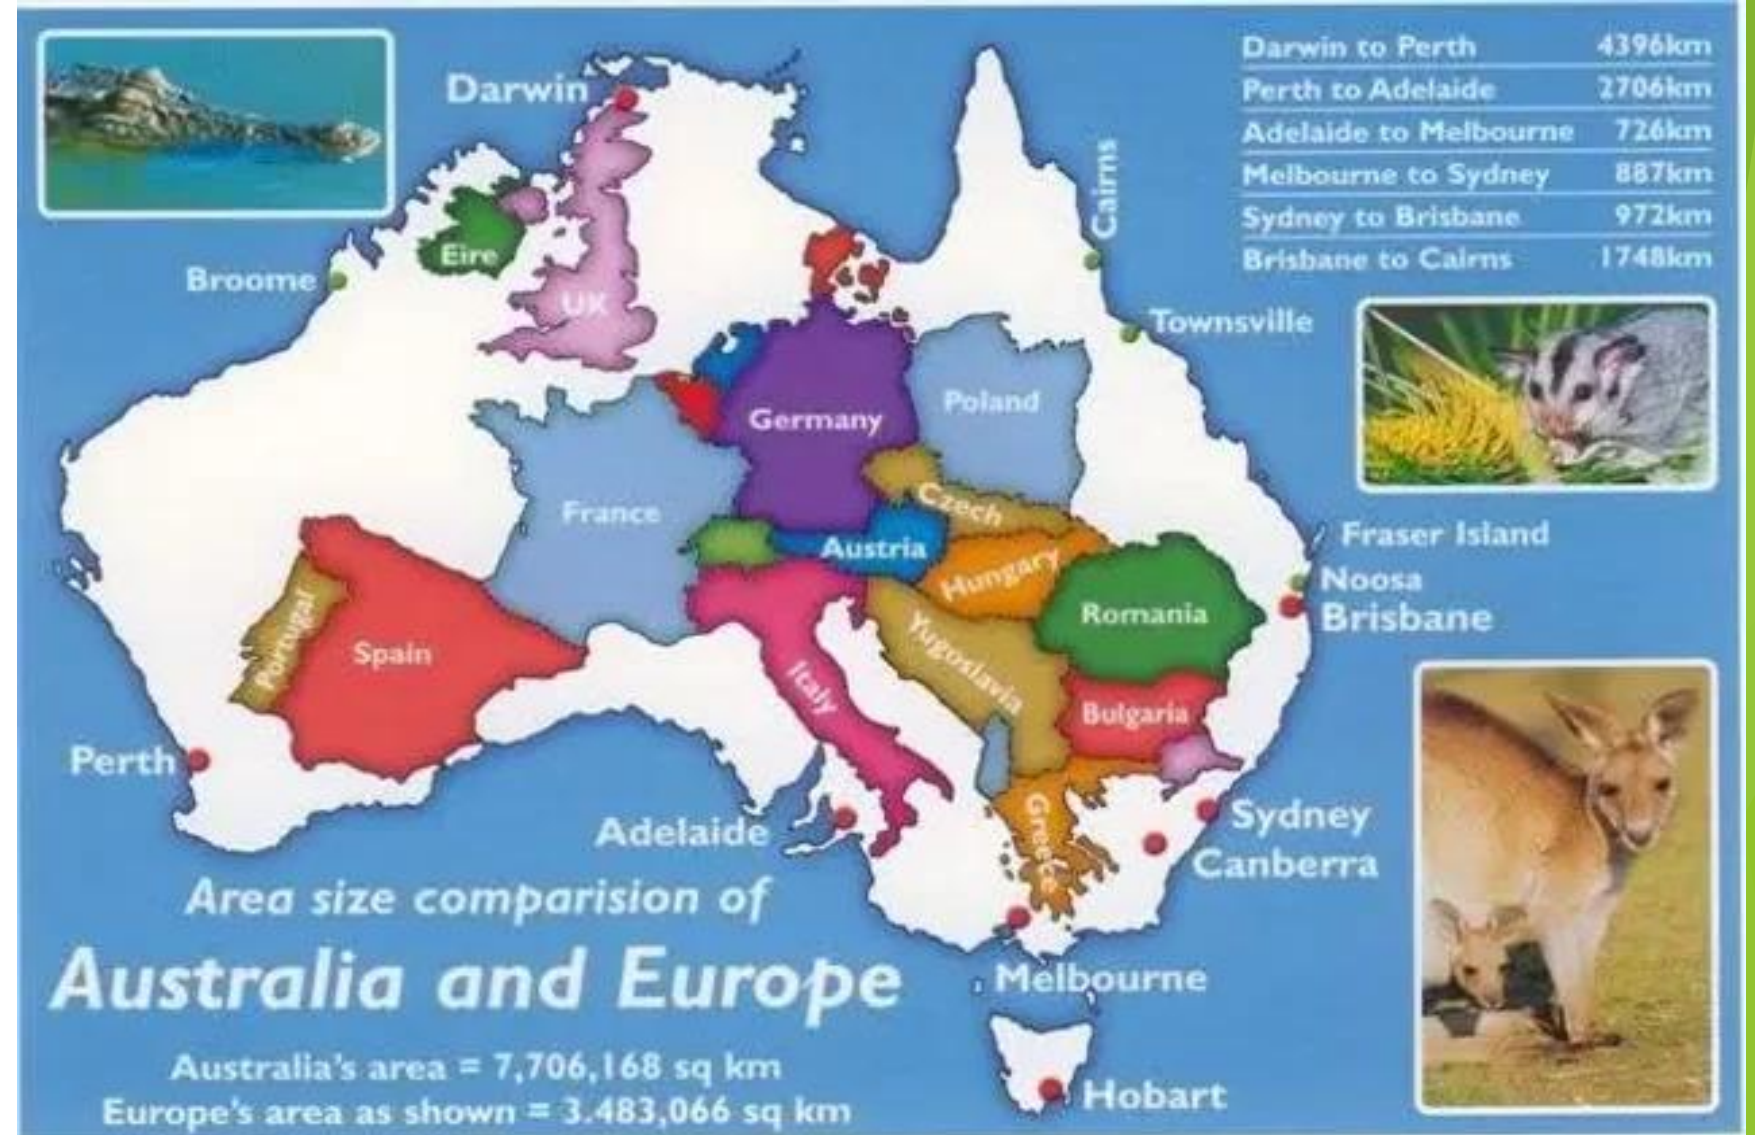 Darwin to Perth 4396km
Perth to Adelaide 2706km
Adelaide to Melbourne 726km
Melbourne to Sydney 887km
Sydney to Brisbane 972km
Brisbane to Cairns 1748km
Darwin
Cairns
Eire
Broome
UK
Townsville
Germany
Poland
France
Czech
Austria
Hungary
Fraser Island
Noosa
Brisbane
Romania
Portugal
Spain
Yugoslavia
Italy
Bulgaria
Perth
Greece
Adelaide
Sydney
Canberra
Area size comparision of
Australia and Europe
Melbourne
Australia's area = 7,706,168 sq km
Europe's area as shown = 3.483,066 sq km
Hobart